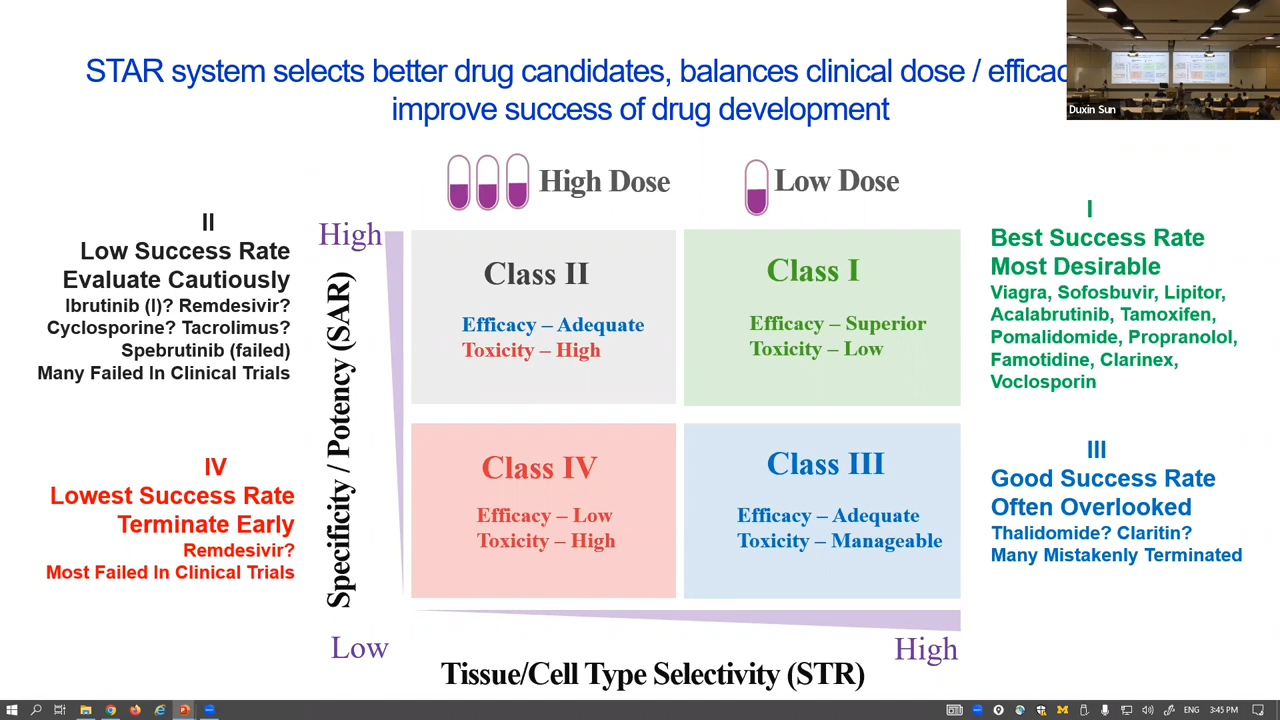 STAR system selects better drug candidates, balances clinical dose / efficac
improve success of drug development
Duxin Sun
High Dose
Low Dose
II
Low Success Rate
Evaluate Cautiously
Ibrutinib (I)? Remdesivir?
Cyclosporine? Tacrolimus?
Spebrutinib (failed)
Many Failed In Clinical Trials
IV
Lowest Success Rate
Terminate Early
Remdesivir?
Most Failed In Clinical Trials
High
Specificity / Potency (SAR)
Low
Class II
Efficacy – Adequate
Toxicity – High
Class I
Efficacy – Superior
Toxicity – Low
Class IV
Efficacy – Low
Toxicity – High
Class III
Efficacy – Adequate
Toxicity – Manageable
High
Tissue/Cell Type Selectivity (STR)
I
Best Success Rate
Most Desirable
Viagra, Sofosbuvir, Lipitor,
Acalabrutinib, Tamoxifen,
Pomalidomide, Propranolol,
Famotidine, Clarinex,
Voclosporin
III
Good Success Rate
Often Overlooked
Thalidomide? Claritin?
Many Mistakenly Terminated
ENG
3:45 PM